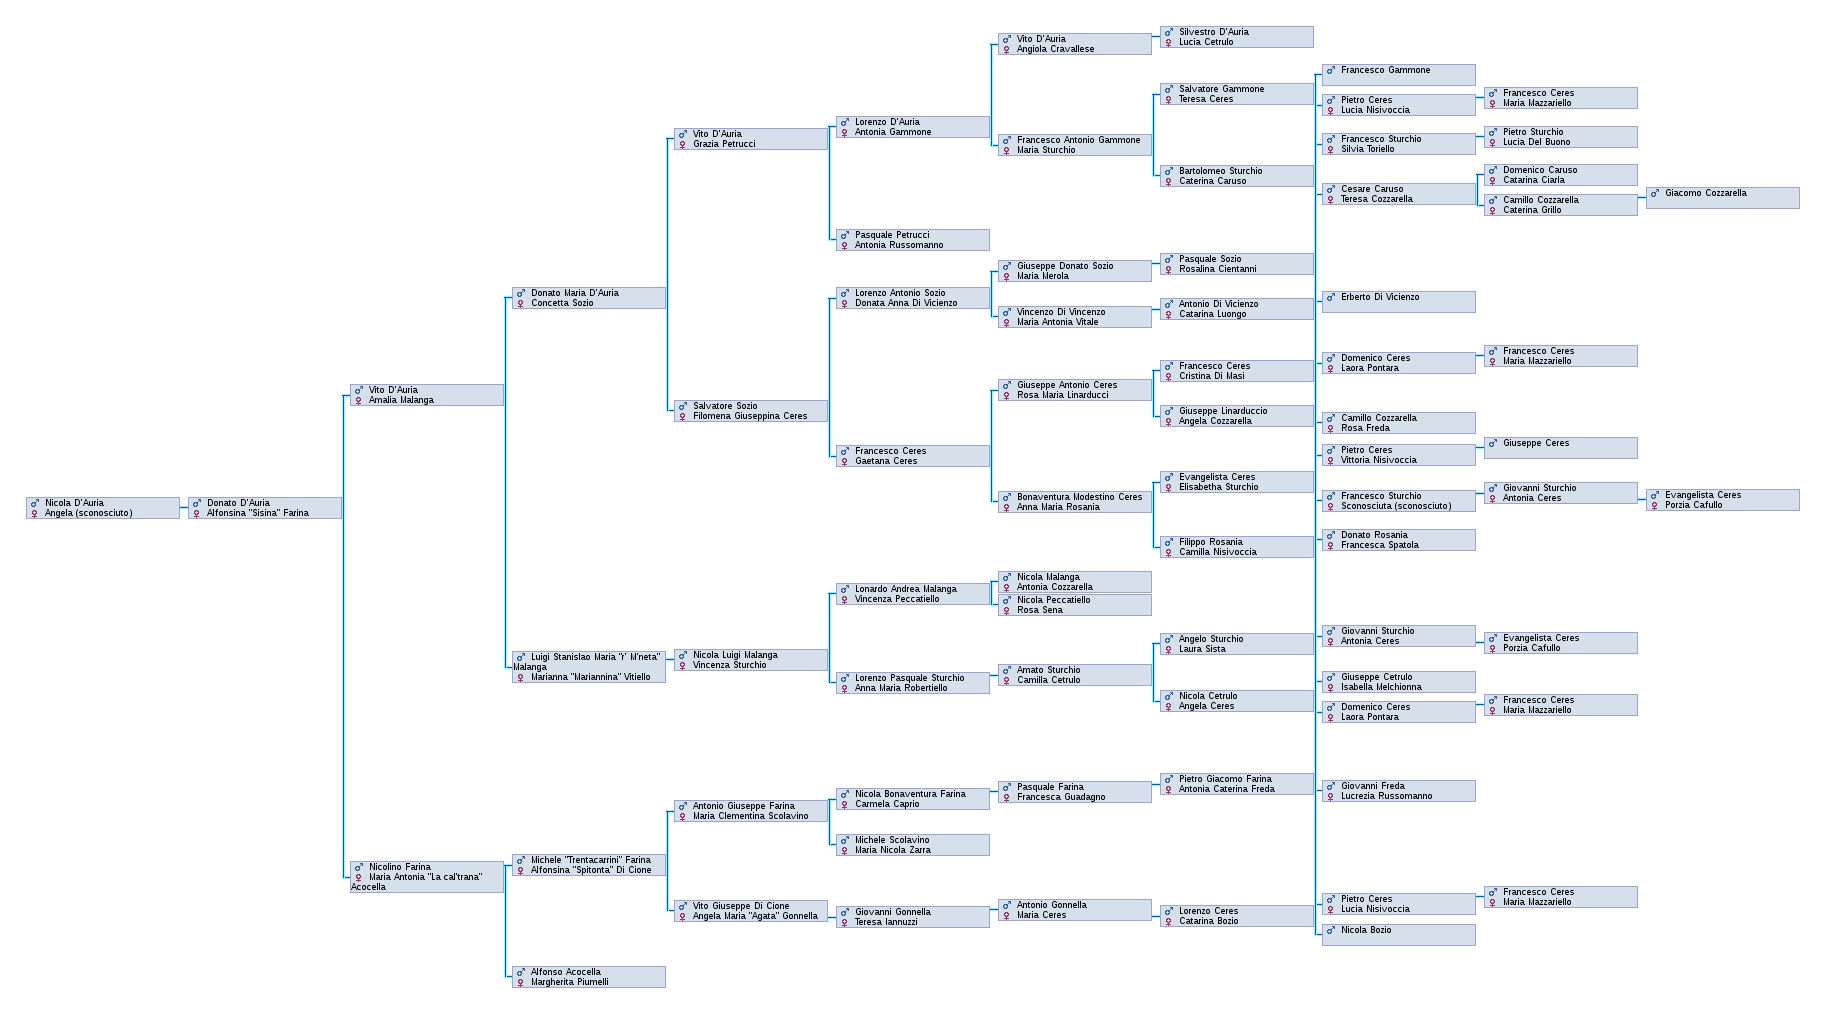 Nicola D'Auria
Angela (sconosciuto)
Donato D'Auria
Alfonsina "Sisina" Farina
Vito D'Auria
Amalia Malanga
Nicolino Farina
Maria Antonia "La cal'trana"
Acocella
Donato Maria D'Auria
Concetta Sozio
Luigi Stanislao Maria "r' M'neta"
Malanga
Marianna "Mariannina" Vitiello
Michele "Trentacarrini" Farina
Alfonsina "Spitonta" Di Cione
Alfonso Acocella
Margherita Piumelli
Vito D'Auria
Grazia Petrucci
Salvatore Sozio
Filomena Giuseppina Ceres
Nicola Luigi Malanga
Vincenza Sturchio
Antonio Giuseppe Farina
Maria Clementina Scolavino
Vito Giuseppe Di Cione
Angela Maria "Agata" Gonnella
Lorenzo D'Auria
Antonia Gammone
Pasquale Petrucci
Antonia Russomanno
Lorenzo Antonio Sozio
Donata Anna Di Vicienzo
Francesco Ceres
Gaetana Ceres
Lonardo Andrea Malanga
Vincenza Peccatiello
Lorenzo Pasquale Sturchio
Anna Maria Robertiello
Nicola Bonaventura Farina
Carmela Caprio
Michele Scolavino
Maria Nicola Zarra
Giovanni Gonnella
Teresa Iannuzzi
Vito D'Auria
Angiola Cravallese
Francesco Antonio Gammone
Maria Sturchio
Giuseppe Donato Sozio
Maria Merola
Vincenzo Di Vincenzo
Maria Antonia Vitale
Giuseppe Antonio Ceres
Rosa Maria Linarducci
Bonaventura Modestino Ceres
Anna Maria Rosania
Nicola Malanga
Antonia Cozzarella
Nicola Peccatiello
Rosa Sena
Amato Sturchio
Camilla Cetrulo
Pasquale Farina
Francesca Guadagno
Antonio Gonnella
Maria Ceres
Silvestro D'Auria
Lucia Cetrulo
Salvatore Gammone
Teresa Ceres
Bartolomeo Sturchio
Caterina Caruso
Pasquale Sozio
Rosalina Cientanni
Antonio Di Vicienzo
Catarina Luongo
Francesco Ceres
Cristina Di Masi
Giuseppe Linarduccio
Angela Cozzarella
Evangelista Ceres
Elisabetha Sturchio
Filippo Rosania
Camilla Nisivoccia
Angelo Sturchio
Laura Sista
Nicola Cetrulo
Angela Ceres
Pietro Giacomo Farina
Antonia Caterina Freda
Lorenzo Ceres
Catarina Bozio
Francesco Gammone
Pietro Ceres
Lucia Nisivoccia
Francesco Sturchio
Silvia Toriello
Cesare Caruso
Teresa Cozzarella
Erberto Di Vicienzo
Domenico Ceres
Laora Pontara
Camillo Cozzarella
Rosa Freda
Pietro Ceres
Vittoria Nisivoccia
Francesco Sturchio
Sconosciuta (sconosciuto)
Donato Rosania
Francesca Spatola
Giovanni Sturchio
Antonia Ceres
Giuseppe Cetrulo
Isabella Melchionna
Domenico Ceres
Laora Pontara
Giovanni Freda
Lucrezia Russomanno
Pietro Ceres
Lucia Nisivoccia
Nicola Bozio
Francesco Ceres
Maria Mazzariello
Pietro Sturchio
Lucia Del Buono
Domenico Caruso
Catarina Ciarla
Camillo Cozzarella
Caterina Grillo
Francesco Ceres
Maria Mazzariello
Giuseppe Ceres
Giovanni Sturchio
Antonia Ceres
Evangelista Ceres
Porzia Cafullo
Francesco Ceres
Maria Mazzariello
Francesco Ceres
Maria Mazzariello
Giacomo Cozzarella
Evangelista Ceres
Porzia Cafullo